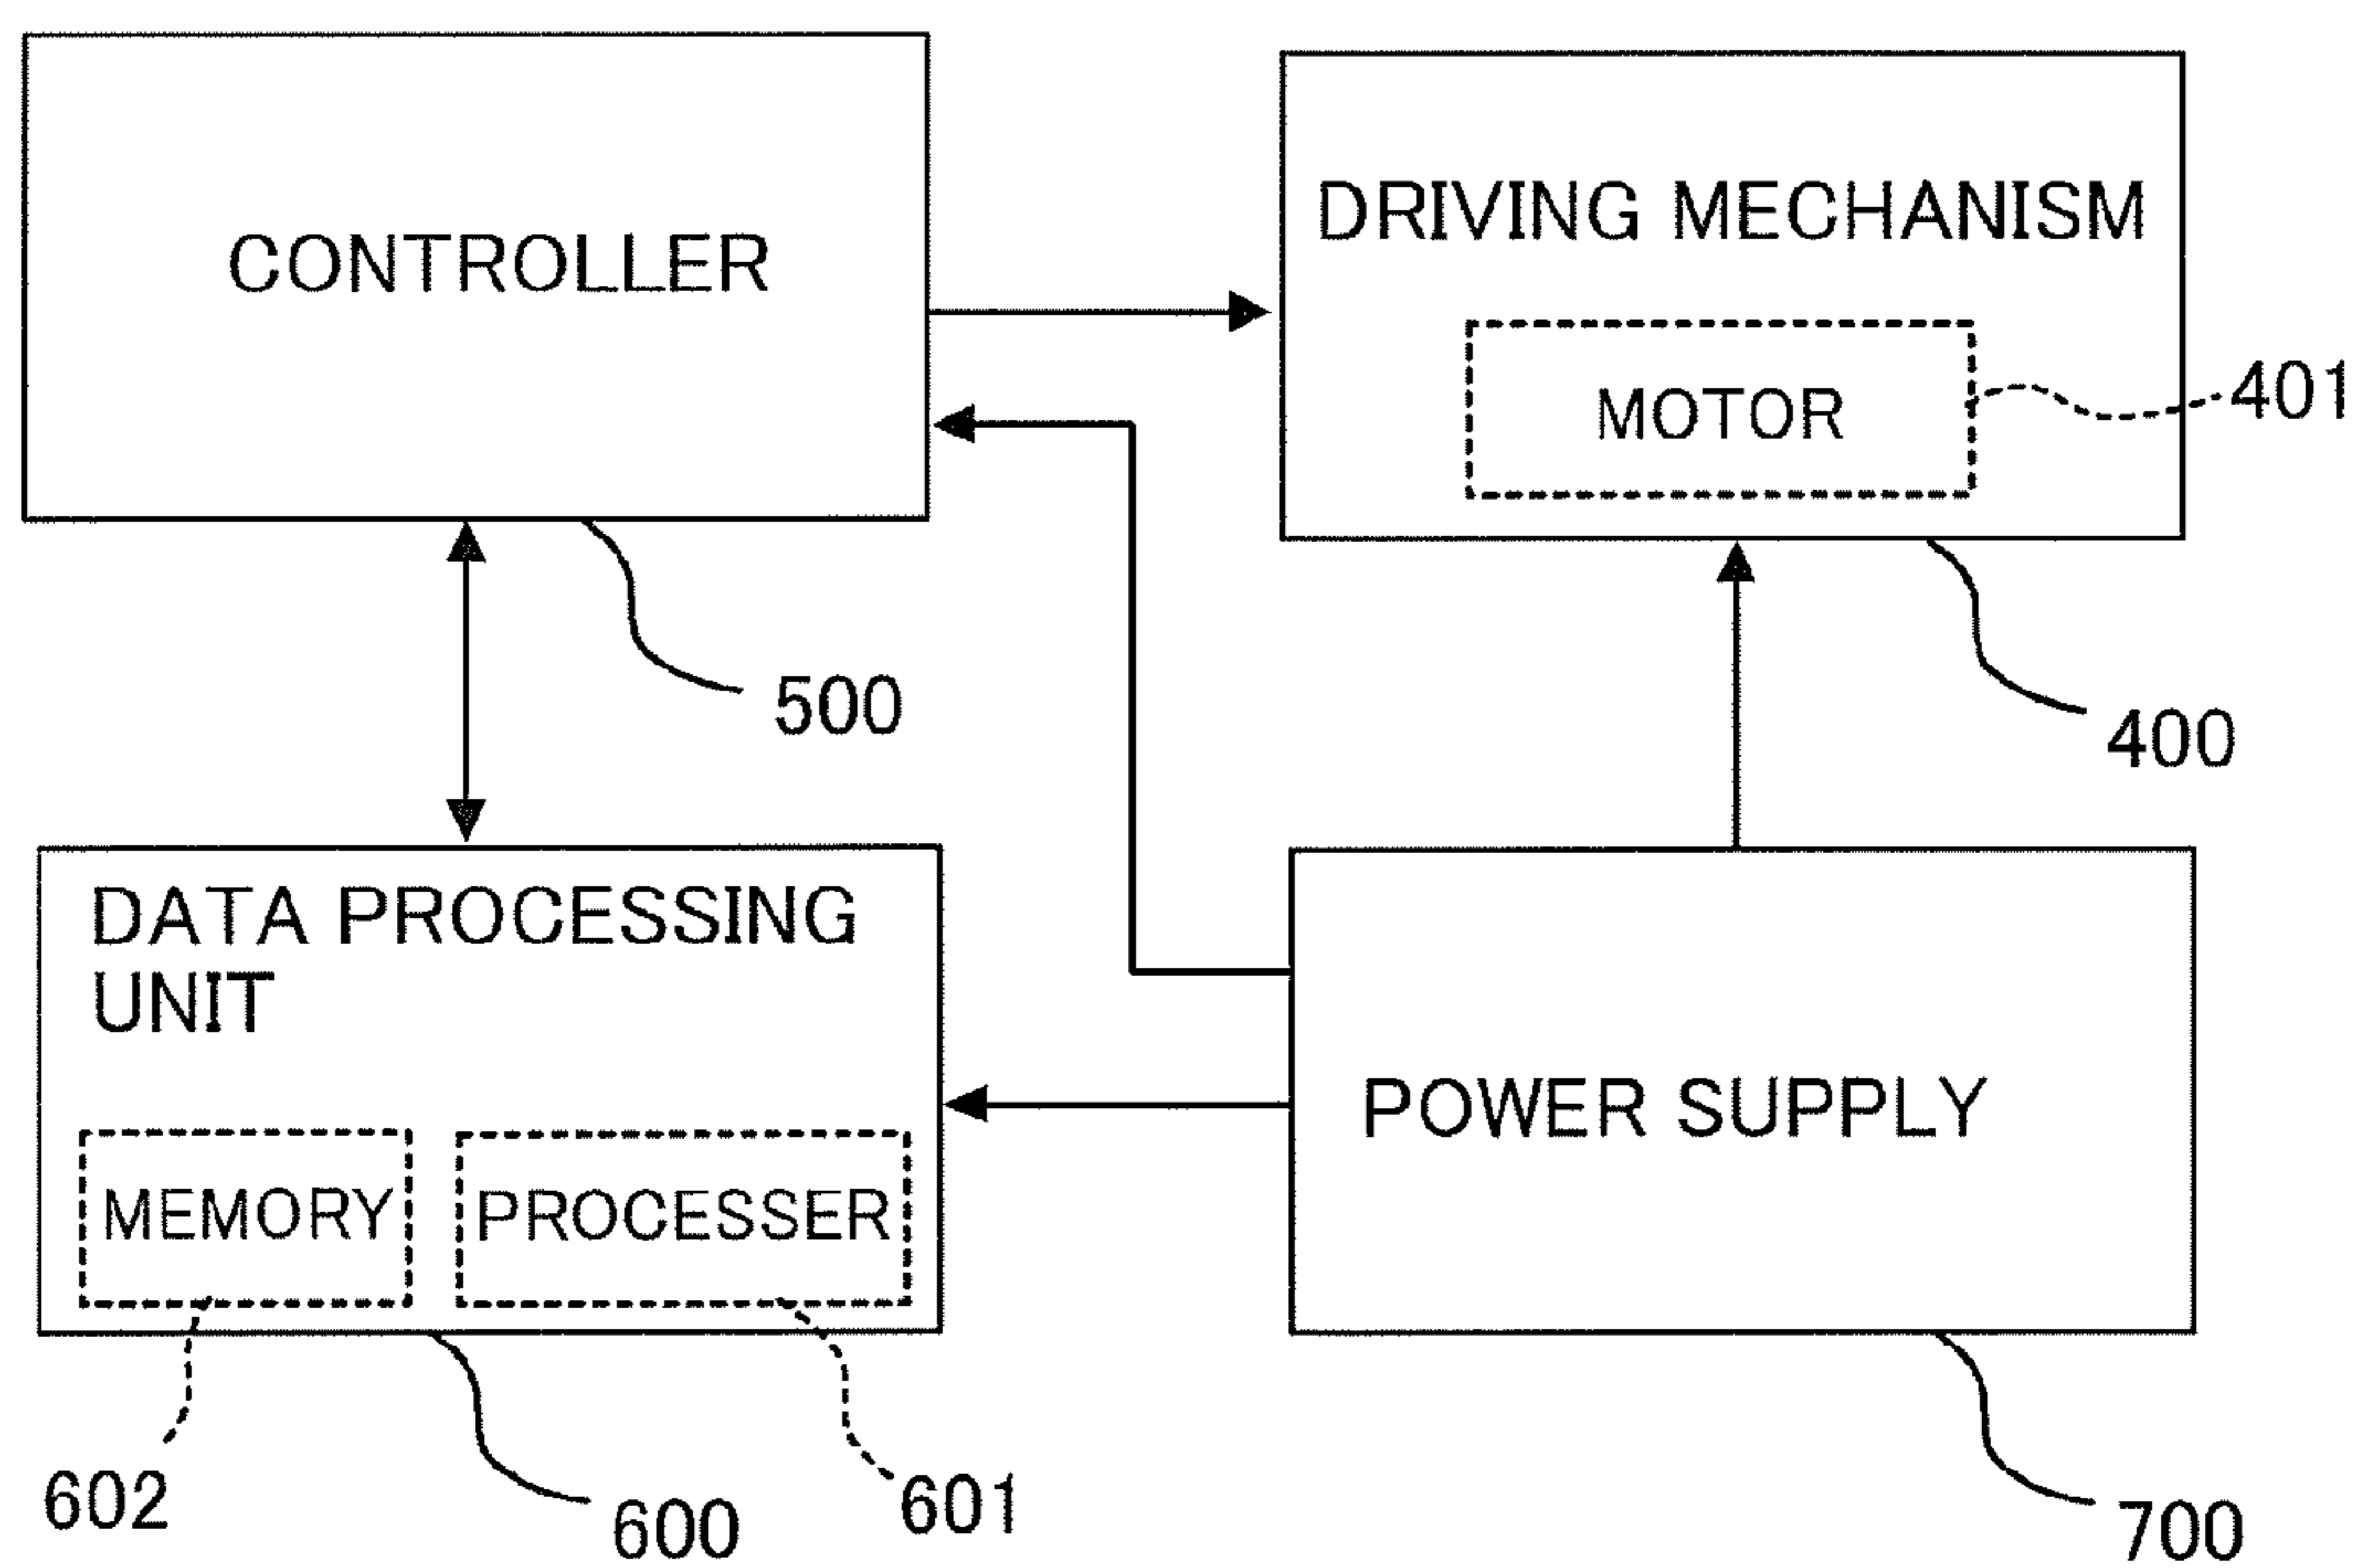 CONTROLLER
DRIVING MECHANISM
MOTOR
401
500
400
DATA PROCESSING
UNIT
MEMORY
PROCESSER
POWER SUPPLY
602
600
601
700